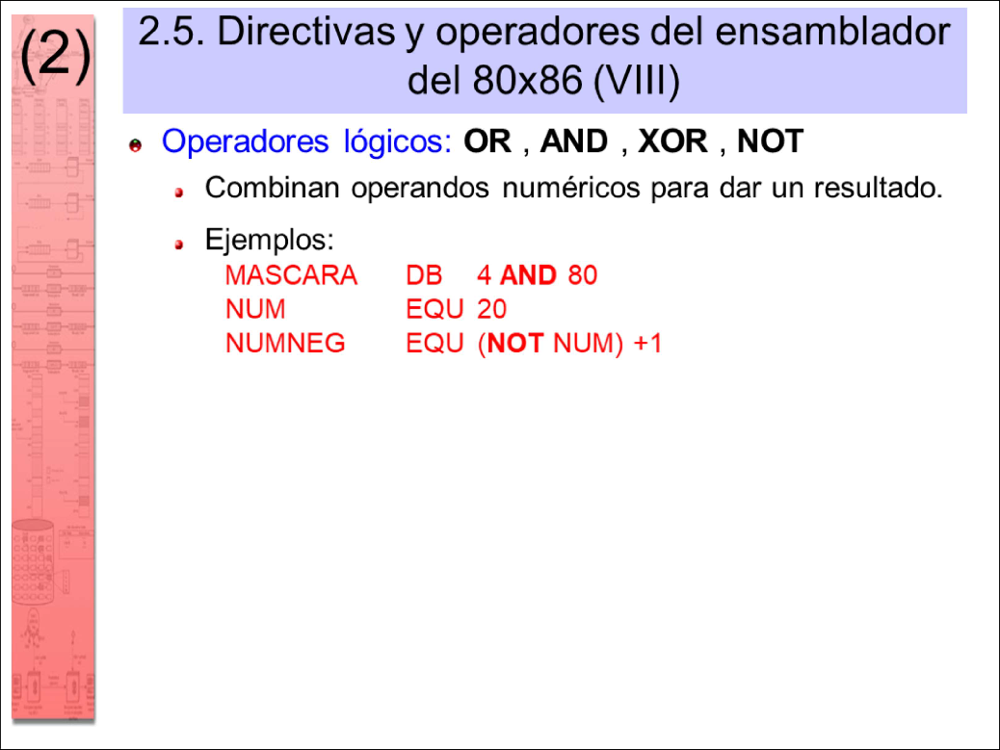 (2)
2.5. Directivas y operadores del ensamblador
del 80x86 (VIII)
Operadores lógicos: OR , AND , XOR , NOT
Combinan operandos numéricos para dar un resultado.
Ejemplos:
MASCARA DB 4 AND 80
NUM EQU 20
NUMNEG EQU (NOT NUM) +1